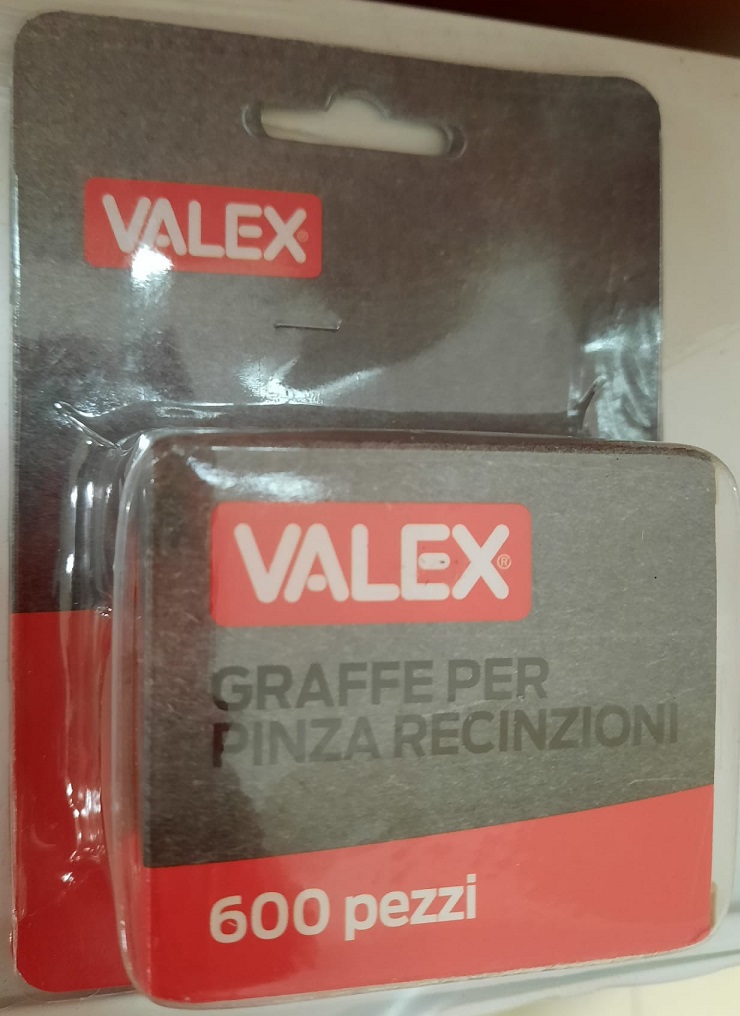 VALEX
VALEX®
GRAFFE PER
PINZA RECINZIONI
600 pezzi